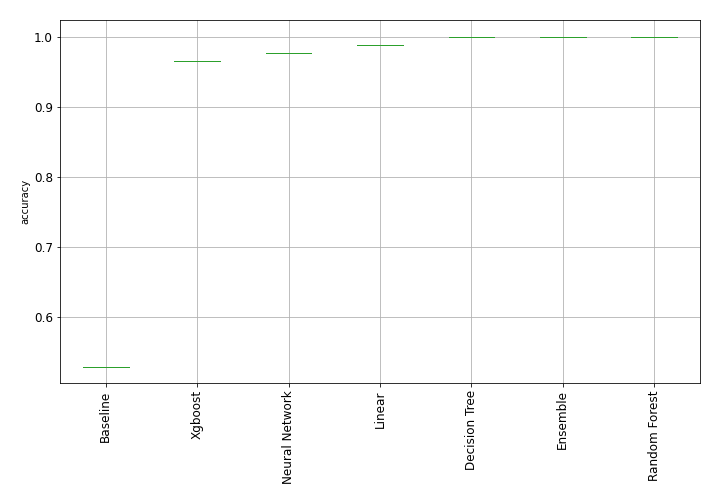 1.0
0.9
0.8
0.7
0.6
accuracy
Baseline
Xgboost
Neural Network
Linear
Decision Tree
Ensemble
Random Forest